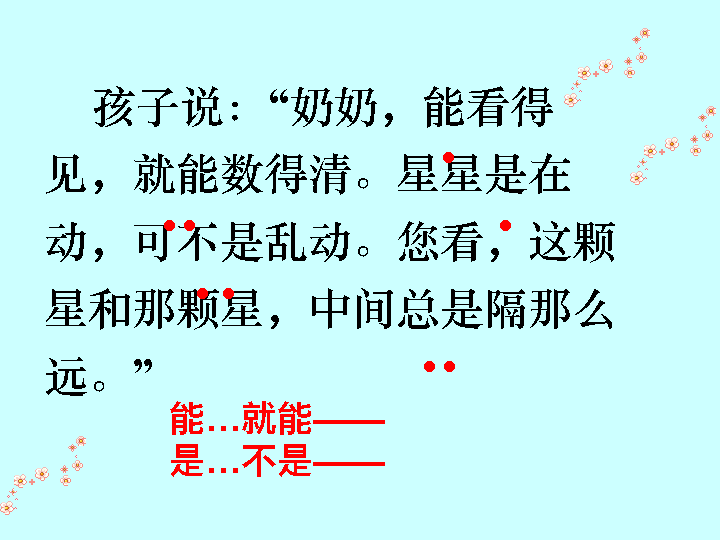 孩子说:“奶奶，能看得
见，就能数得清。星星是在
动，可不是乱动。您看，这颗
星和那颗星，中间总是隔那么
远。”
能…就能——
是…不是——